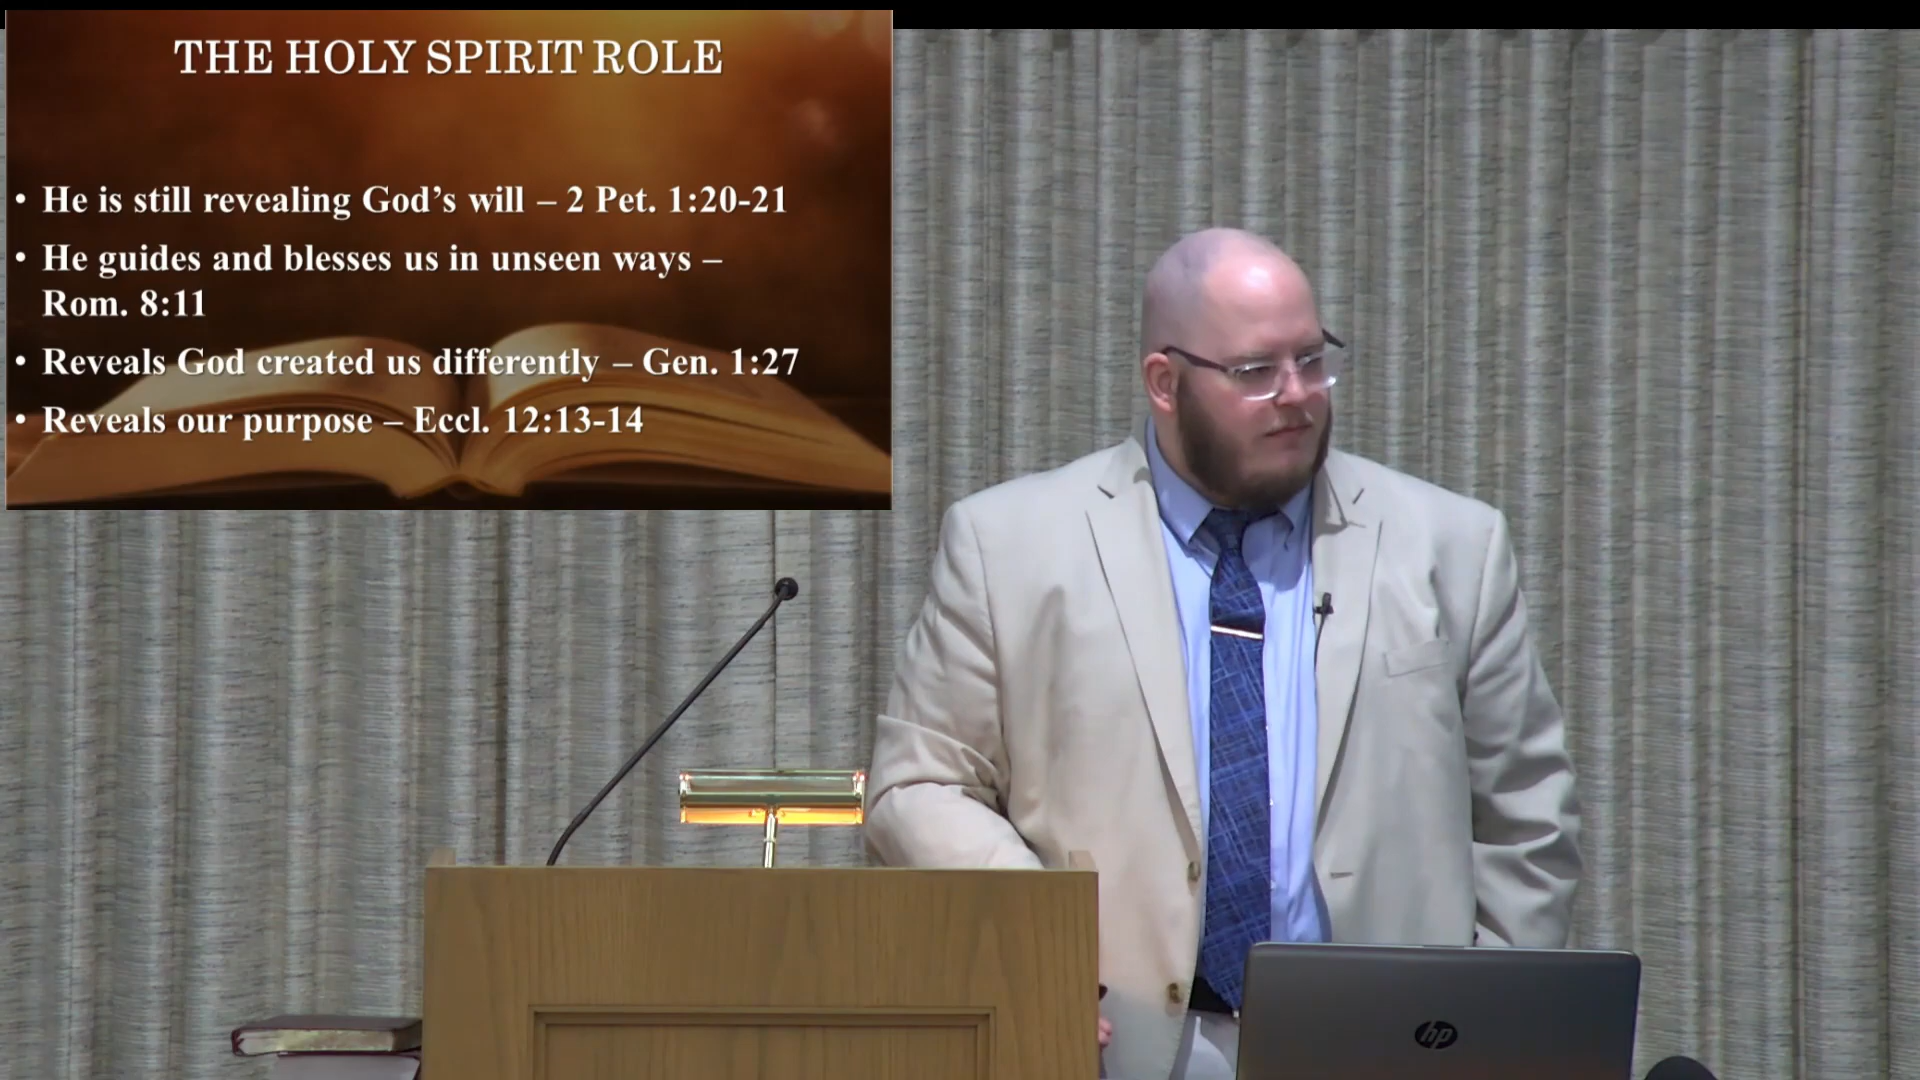 THE HOLY SPIRIT ROLE
• He is still revealing God’s will – 2 Pet. 1:20-21
• He guides and blesses us in unseen ways –
Rom. 8:11
• Reveals God created us differently – Gen. 1:27
• Reveals our purpose – Eccl. 12:13-14
hp